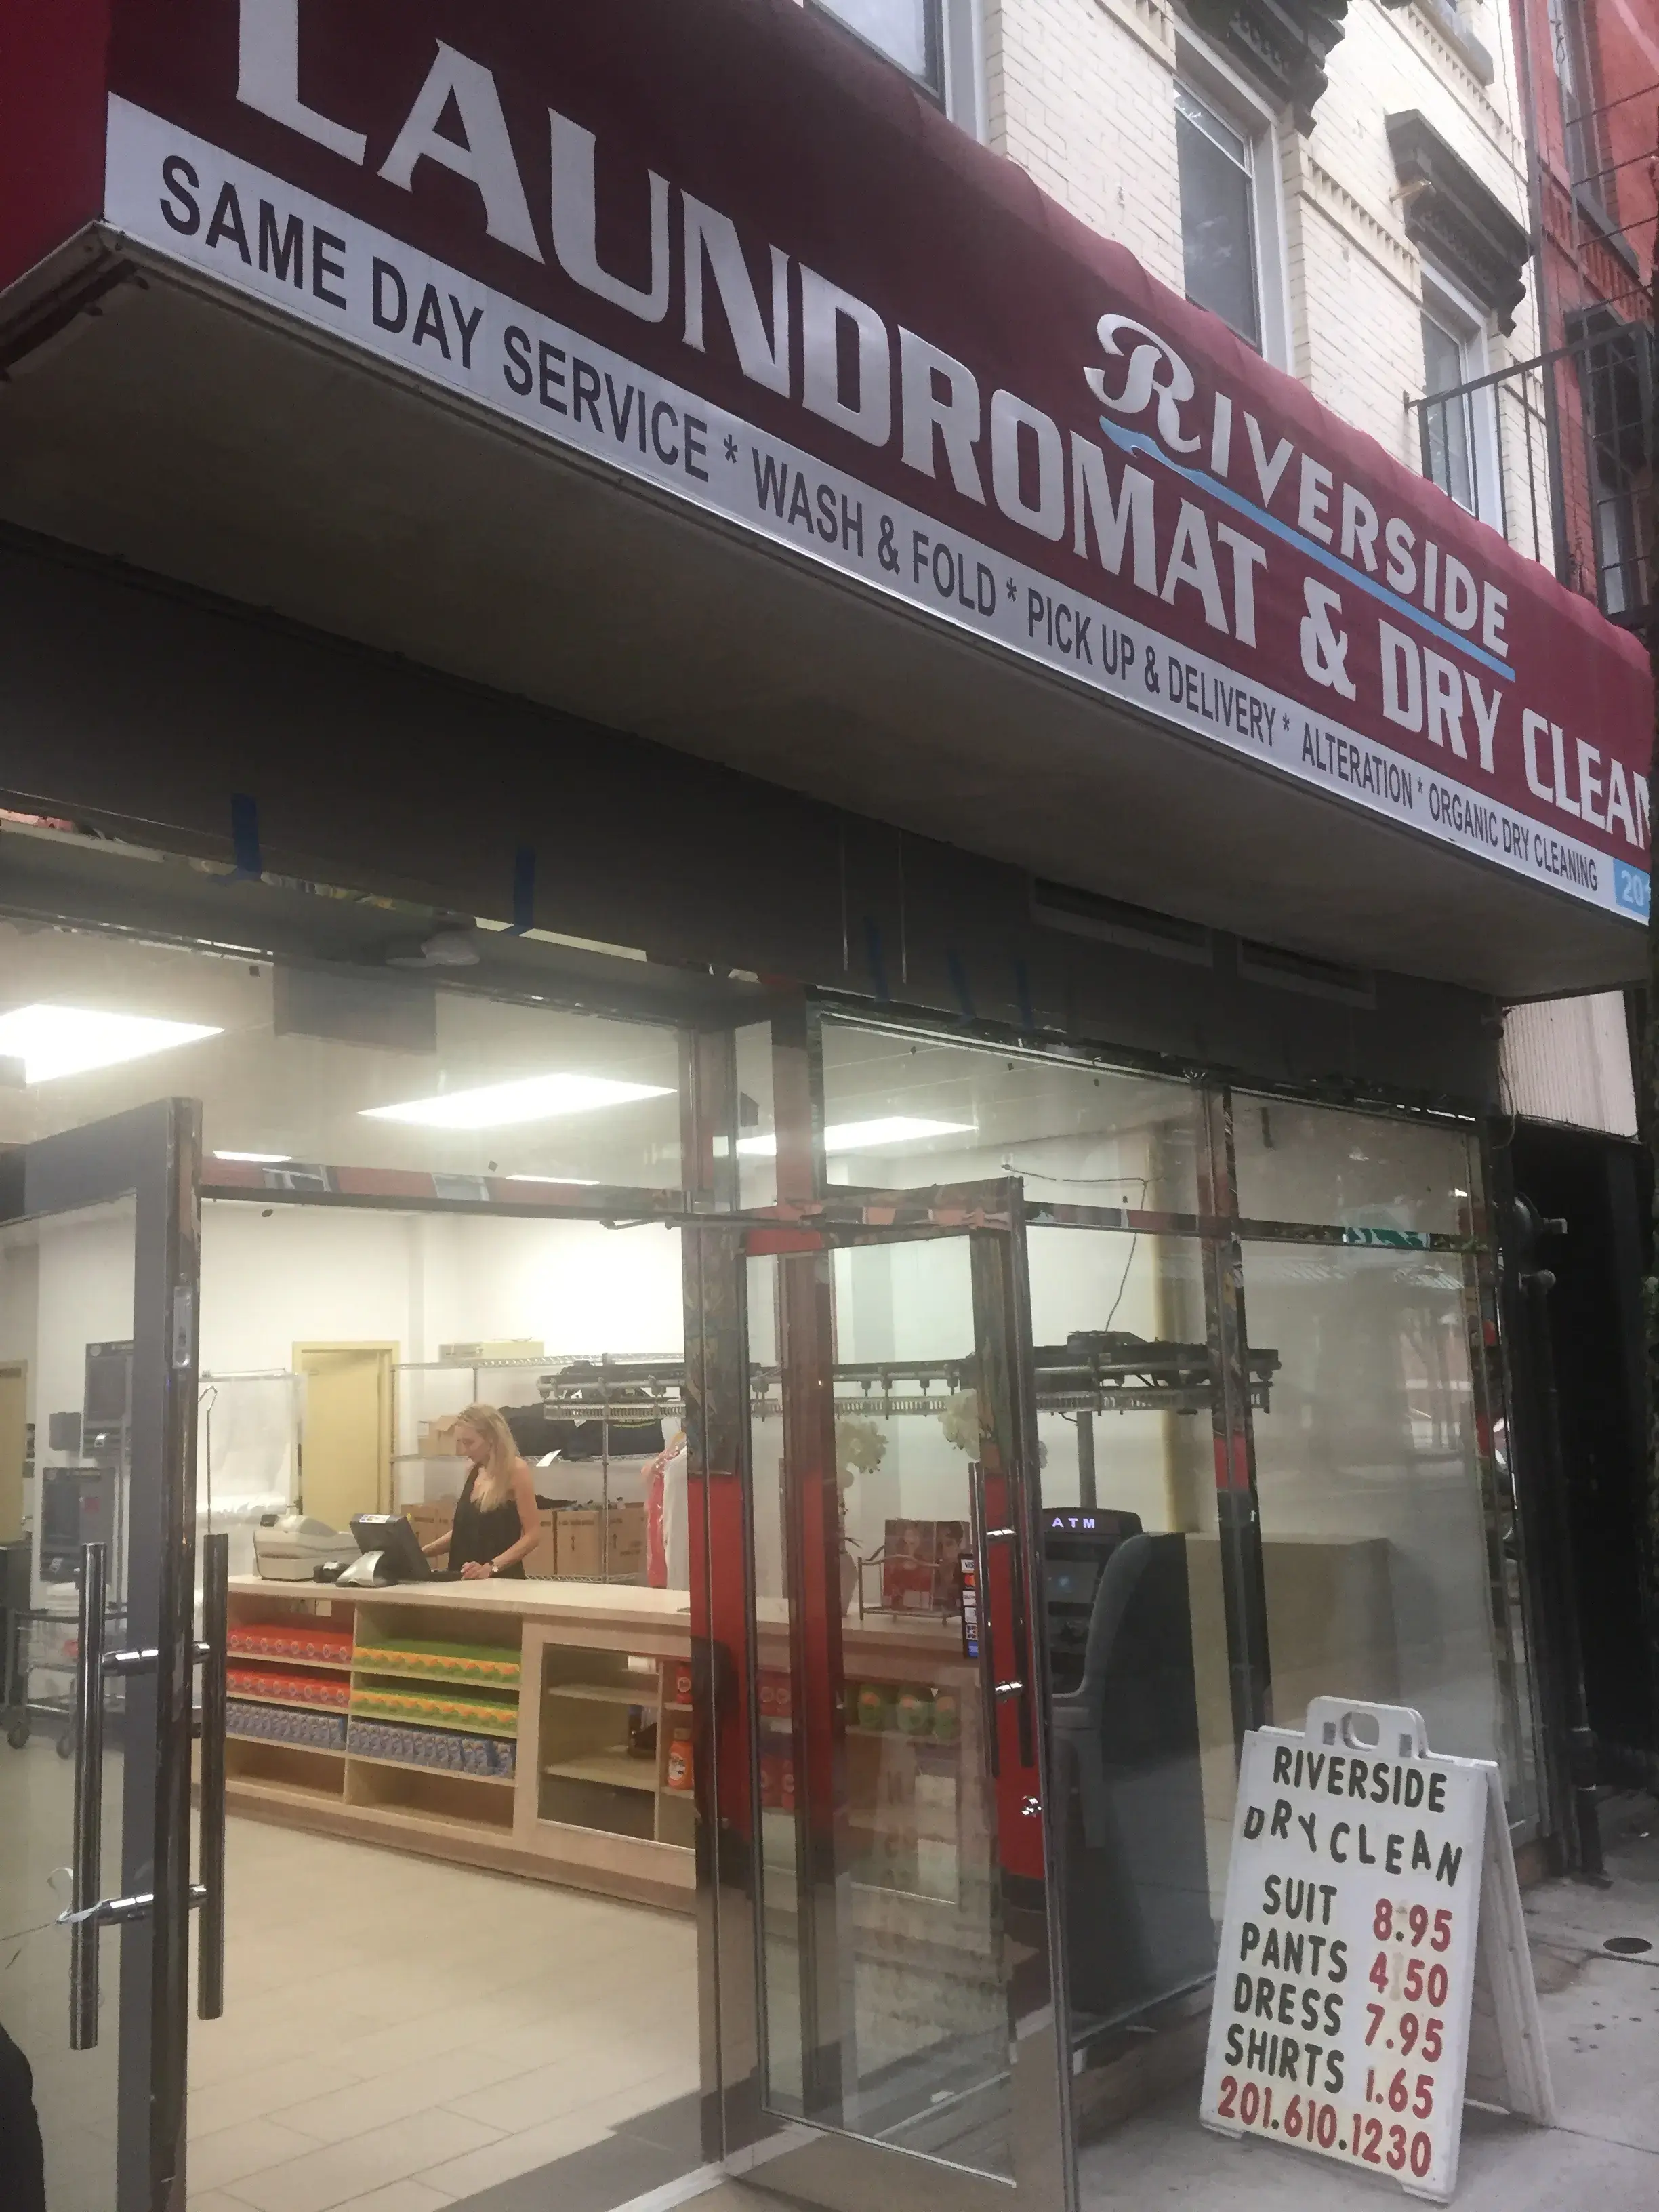 RIVERSIDE
LAUNDROMAT & DRY CLEAN
SAME DAY SERVICE * WASH & FOLD * PICK UP & DELIVERY * ALTERATION * ORGANIC DRY CLEANING
ATM
RIVERSIDE
DRY CLEAN
SUIT 8.95
PANTS 4.50
DRESS 7.95
SHIRTS 1.65
201.610.1230